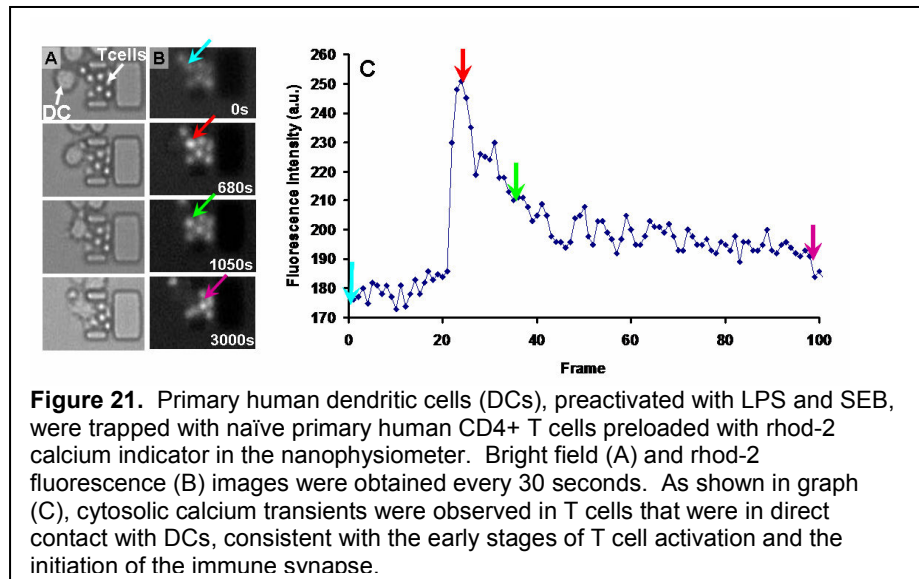 A
Tcells
DC
B
0s
680s
1050s
3000s
C
Fluorescence Intensity (a.u.)
260
250
240
230
220
210
200
190
180
170
0
20
40
60
80
100
Frame
Figure 21. Primary human dendritic cells (DCs), preactivated with LPS and SEB,
were trapped with naïve primary human CD4+ T cells preloaded with rhod-2
calcium indicator in the nanophysiometer. Bright field (A) and rhod-2
fluorescence (B) images were obtained every 30 seconds. As shown in graph
(C), cytosolic calcium transients were observed in T cells that were in direct
contact with DCs, consistent with the early stages of T cell activation and the
initiation of the immune synapse.